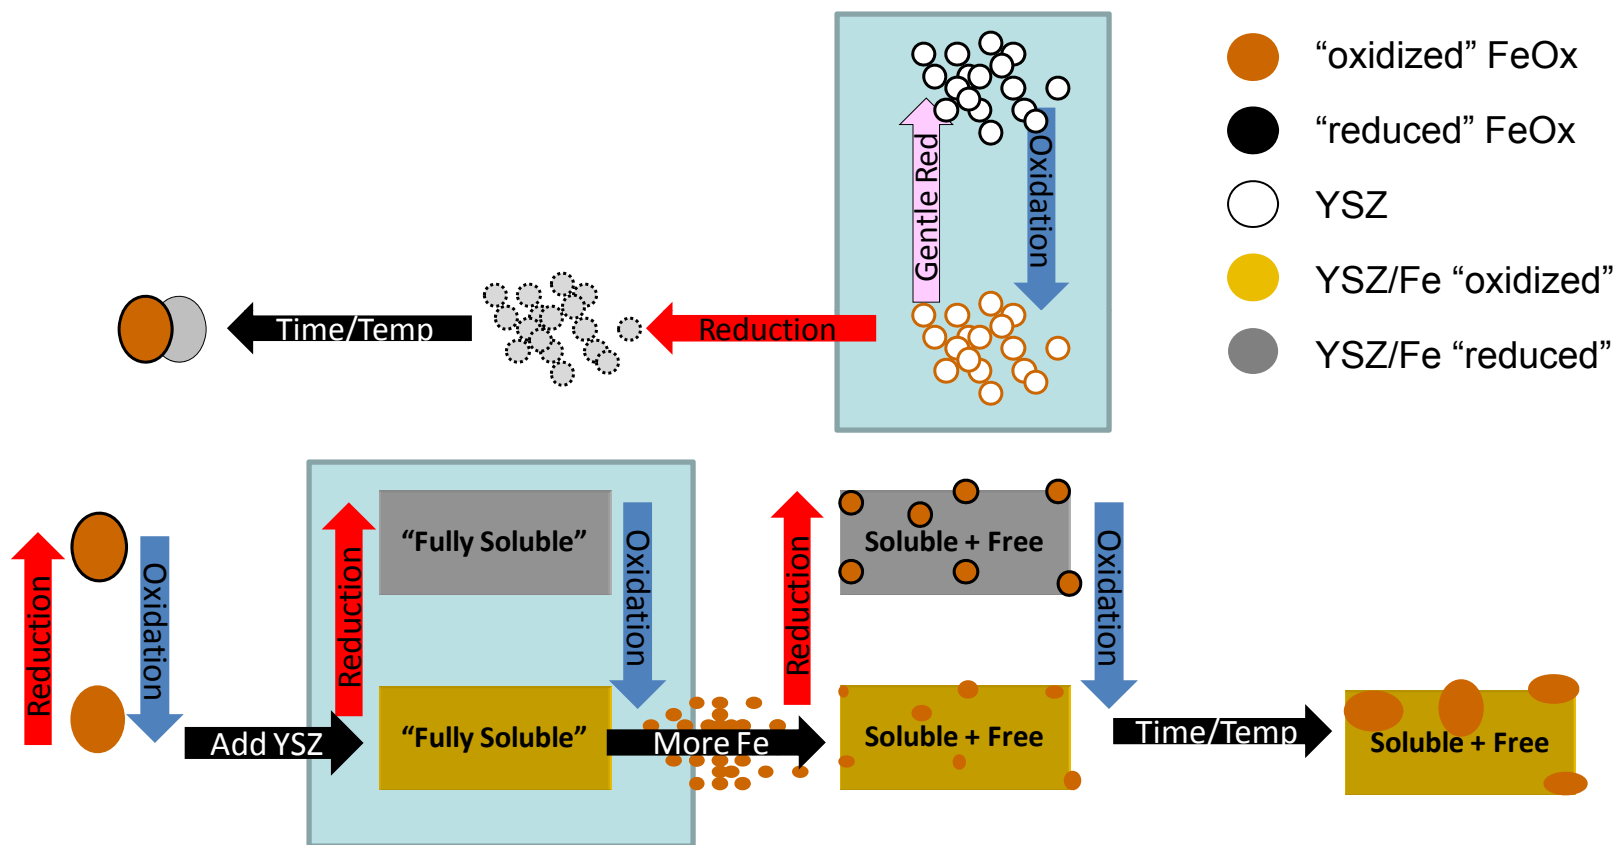 “oxidized” FeOx
“reduced” FeOx
YSZ
YSZ/Fe “oxidized”
YSZ/Fe “reduced”
Gentle Red
Oxidation
Time/Temp
Reduction
Reduction
Oxidation
Add YSZ
Reduction
“Fully Soluble”
Oxidation
“Fully Soluble”
More Fe
Reduction
Soluble + Free
Oxidation
Soluble + Free
Time/Temp
Soluble + Free